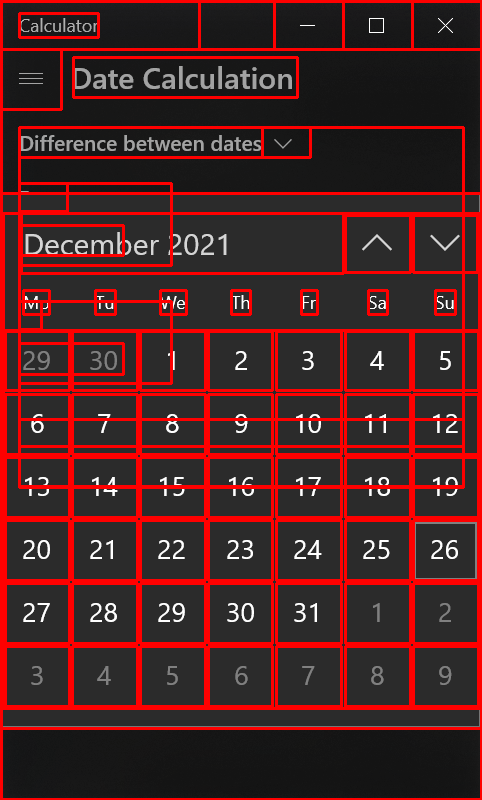 Calculator
Date Calculation
Difference between dates
December 2021
Mo Tu We Th Fr Sa Su
29 30 1 2 3 4 5
6 7 8 9 10 11 12
13 14 15 16 17 18 19
20 21 22 23 24 25 26
27 28 29 30 31 1 2
3 4 5 6 7 8 9